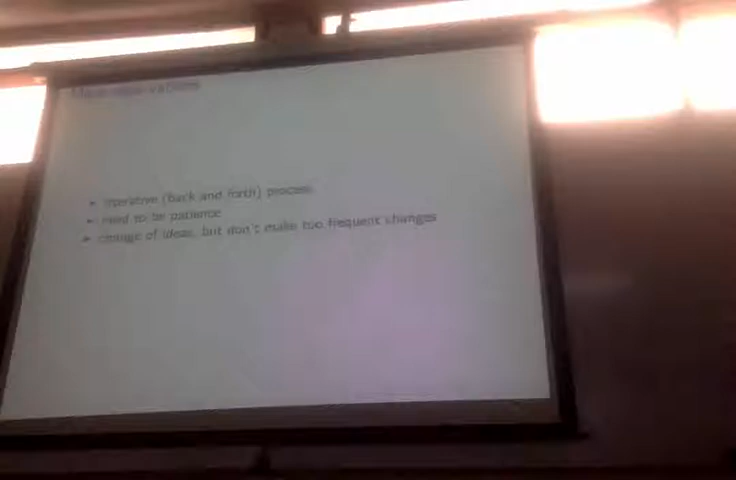 iterative (back and forth) process
need to be patience
change of ideas, but don't make too frequent changes